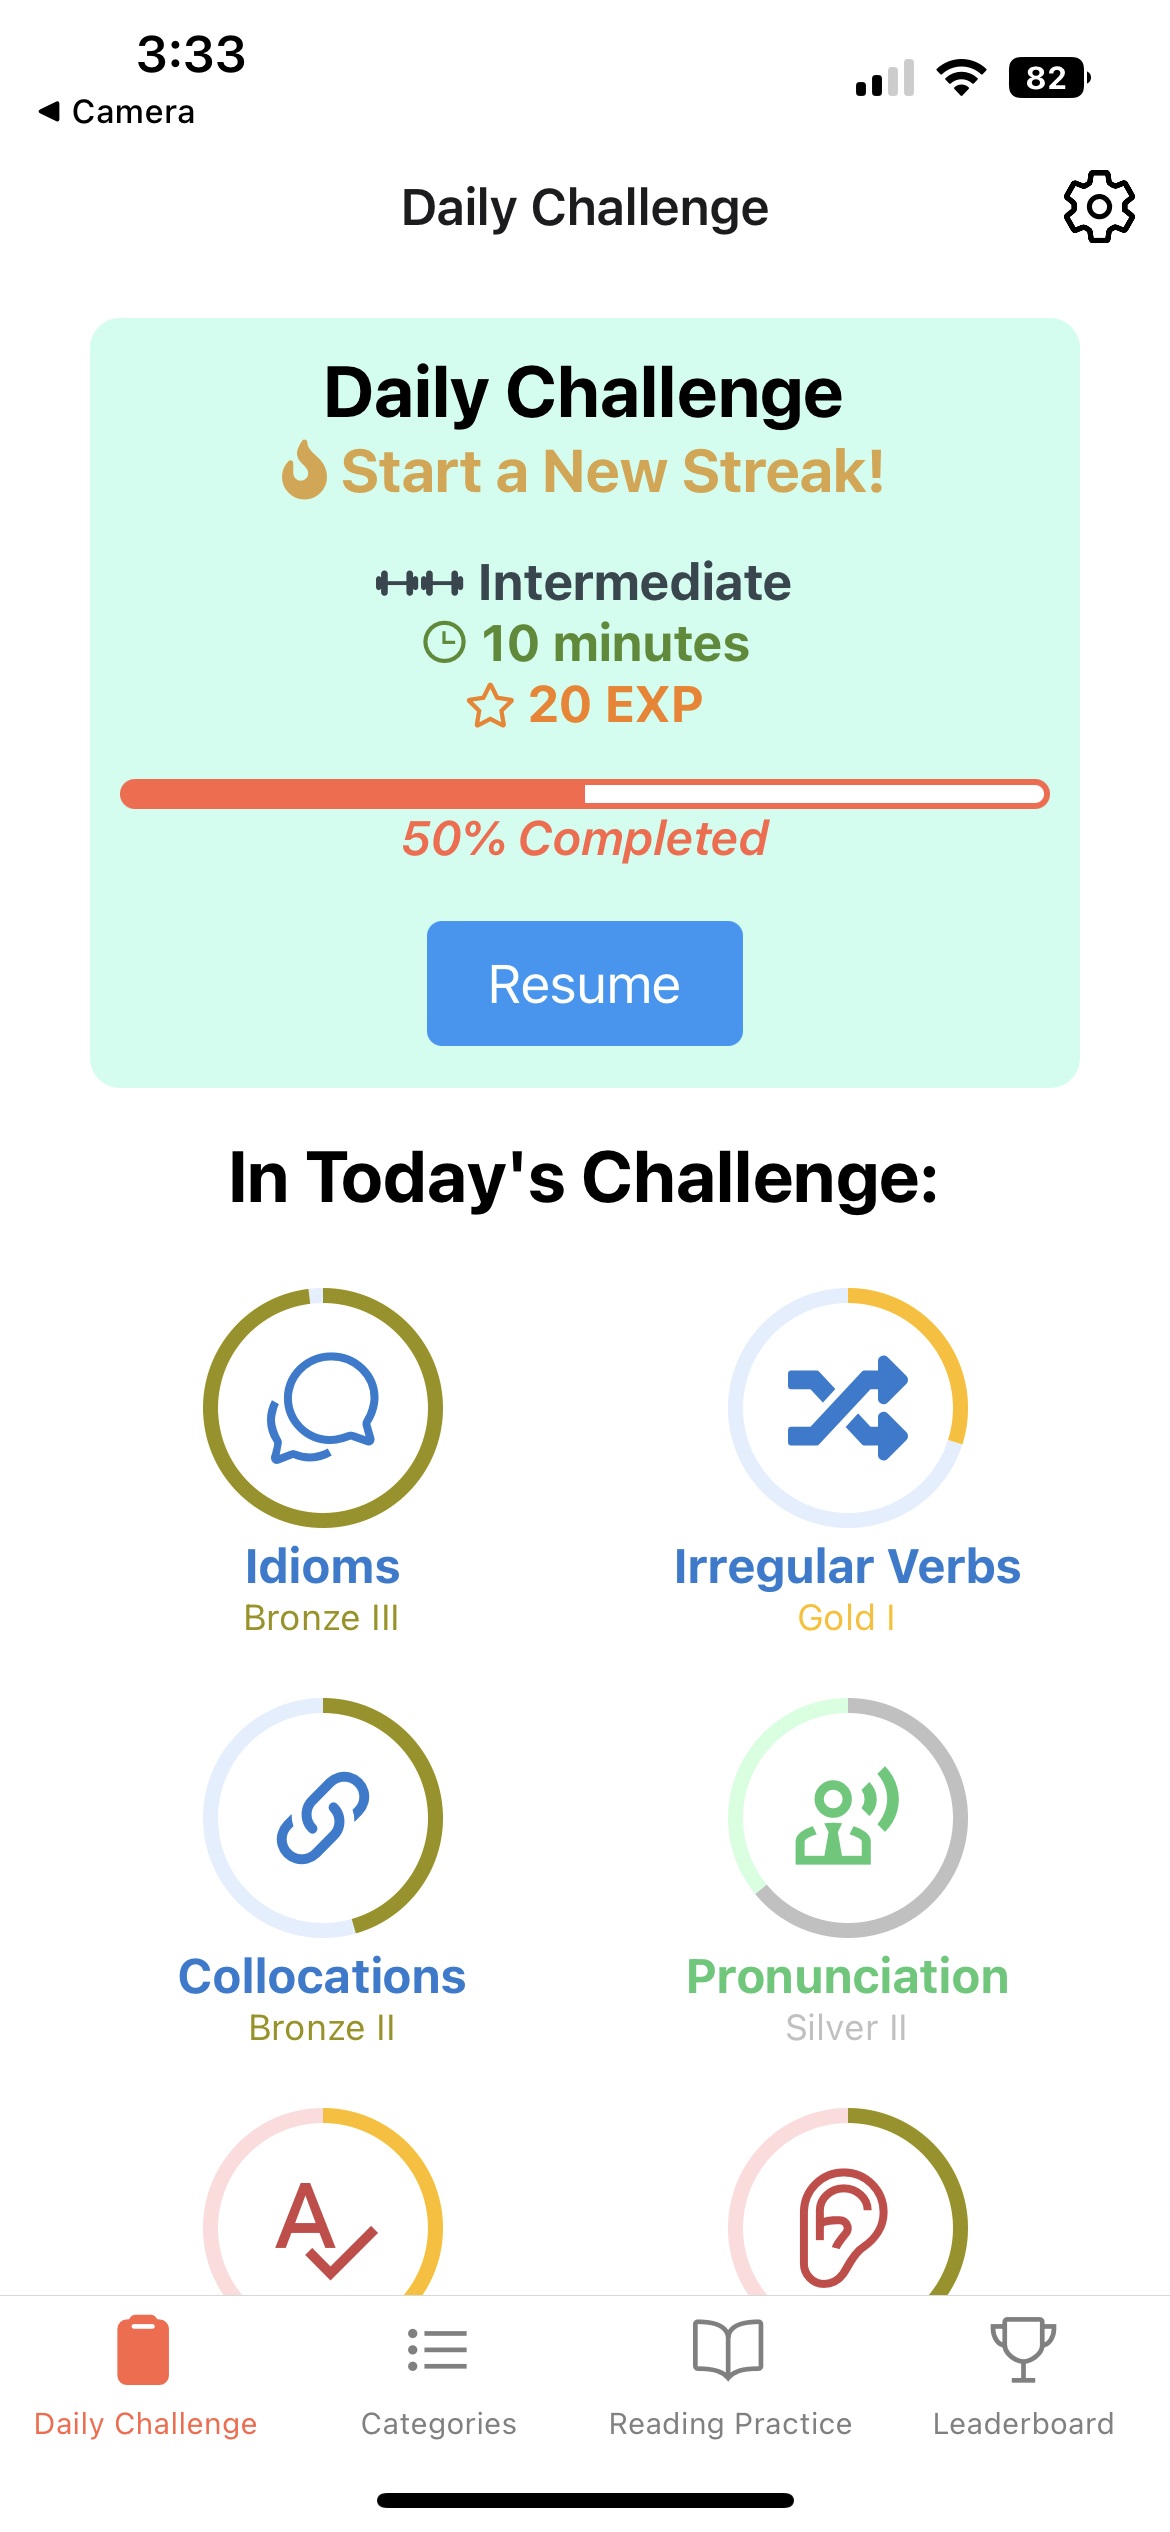 3:33
82
Camera
Daily Challenge
Daily Challenge
Start a New Streak!
Intermediate
10 minutes
20 EXP
50% Completed
Resume
In Today's Challenge:
Idioms
Bronze III
Irregular Verbs
Gold I
Collocations
Bronze II
Pronunciation
Silver II
Daily Challenge
Categories
Reading Practice
Leaderboard